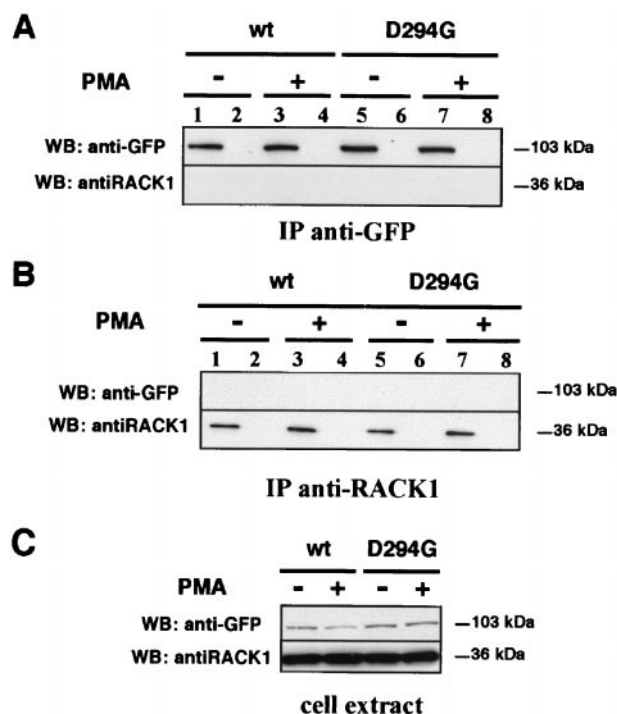 A
wt D294G
PMA - + - +
1 2 3 4 5 6 7 8
WB: anti-GFP —103 kDa
WB: antiRACK1 —36 kDa
IP anti-GFP
B
wt D294G
PMA - + - +
1 2 3 4 5 6 7 8
WB: anti-GFP —103 kDa
WB: antiRACK1 —36 kDa
IP anti-RACK1
C
wt D294G
PMA - + - +
WB: anti-GFP —103 kDa
WB: antiRACK1 —36 kDa
cell extract